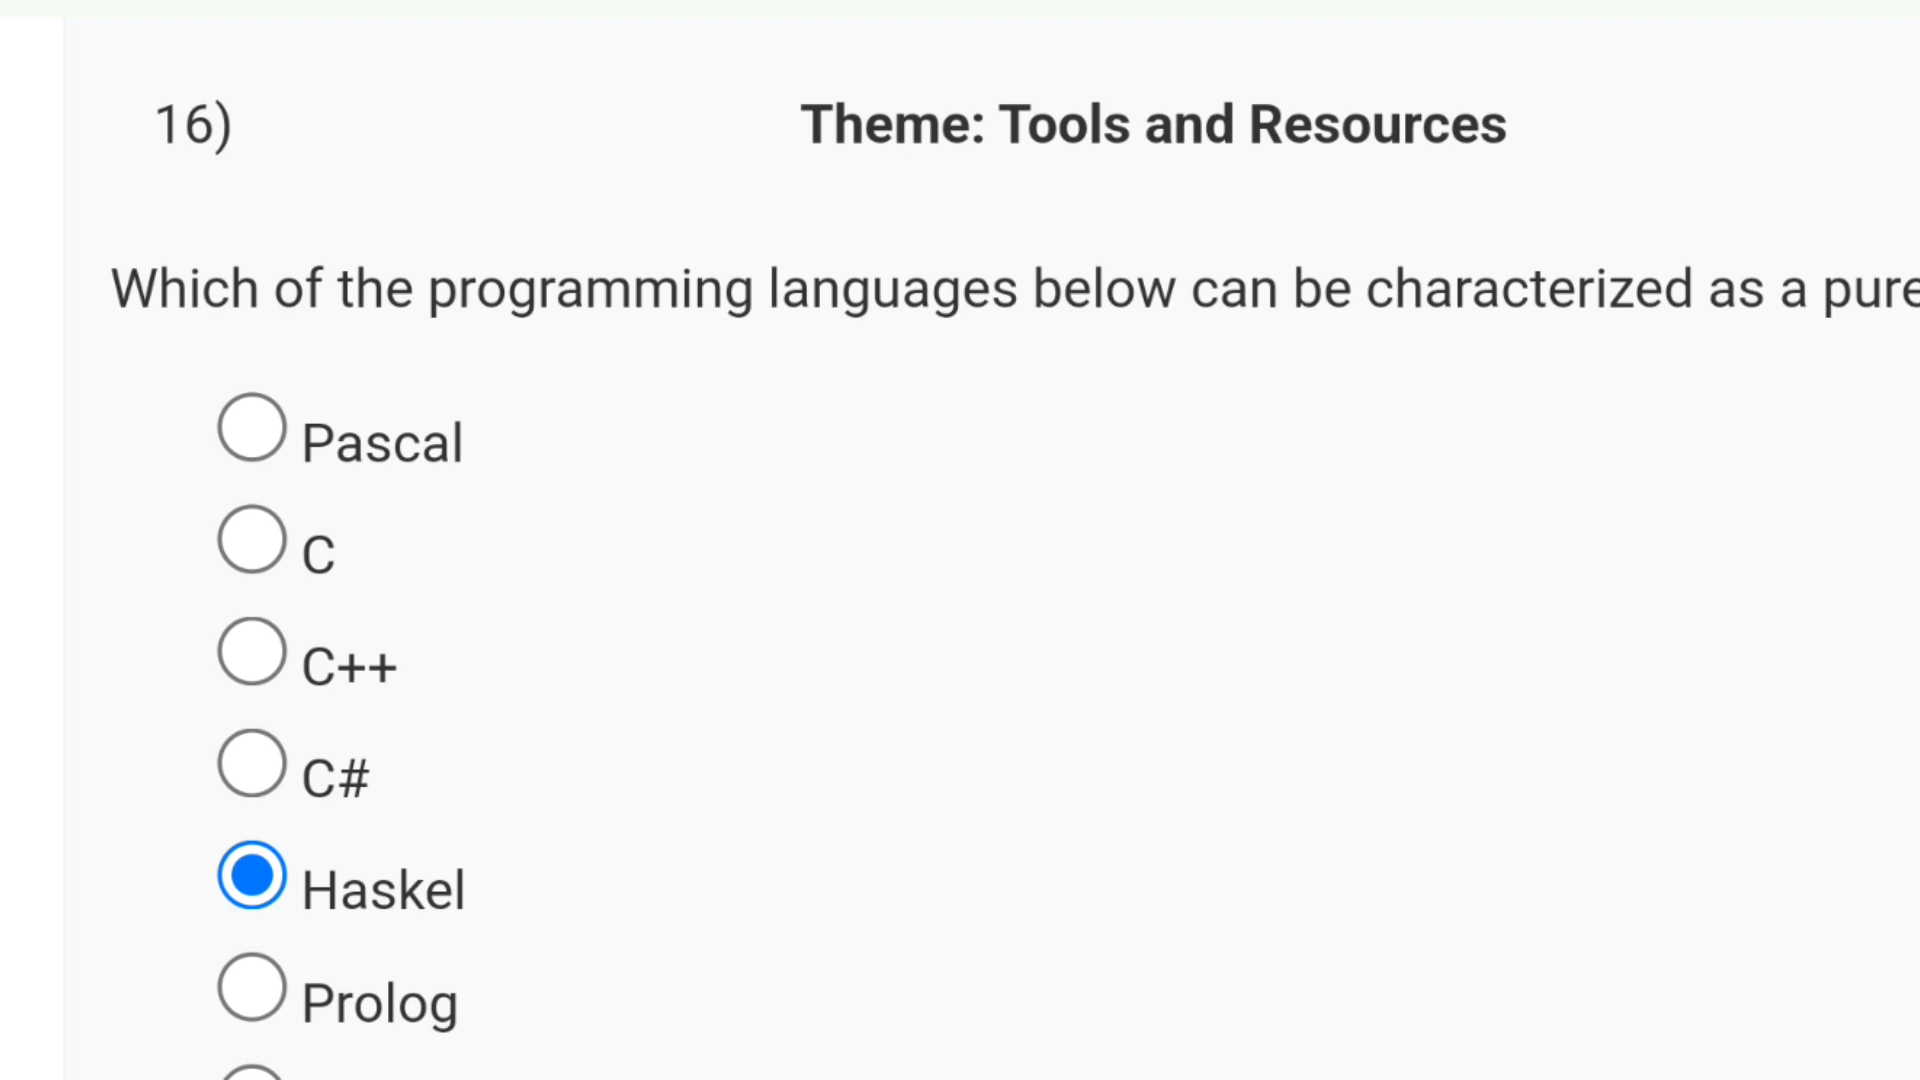 16)
Theme: Tools and Resources
Which of the programming languages below can be characterized as a pure
Pascal
C
C++
C#
Haskel
Prolog